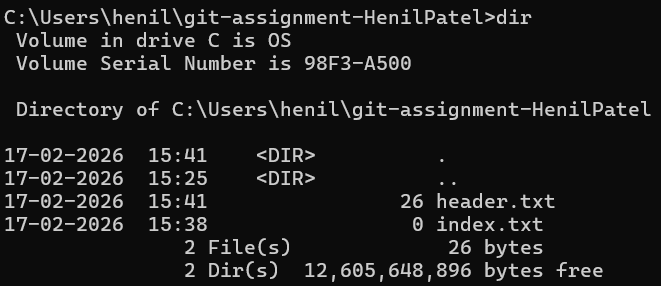 C:\Users\henil\git-assignment-HenilPatel>dir
 Volume in drive C is OS
 Volume Serial Number is 98F3-A500

 Directory of C:\Users\henil\git-assignment-HenilPatel

17-02-2026  15:41    <DIR>          .
17-02-2026  15:25    <DIR>          ..
17-02-2026  15:41                26 header.txt
17-02-2026  15:38                 0 index.txt
               2 File(s)             26 bytes
               2 Dir(s)  12,605,648,896 bytes free